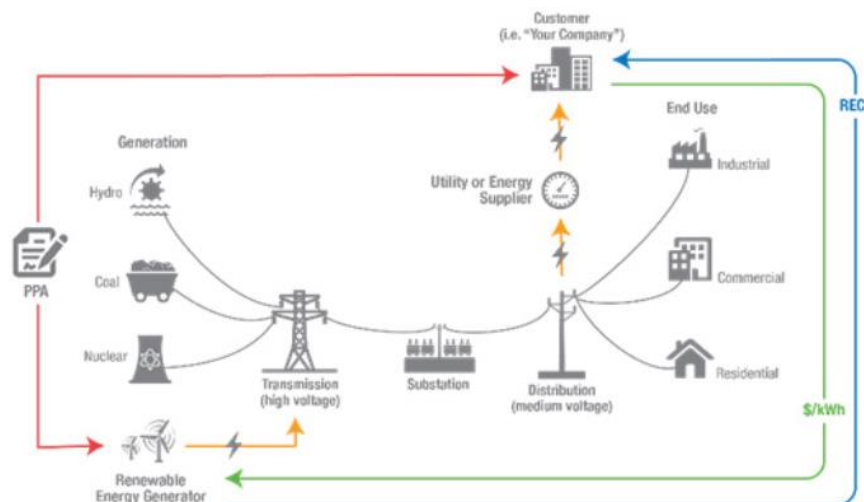 Customer
(i.e. "Your Company")
REC
Generation
End Use
Hydro
Industrial
Utility or Energy
Supplier
PPA
Coal
Commercial
Nuclear
Transmission
(high voltage)
Substation
Distribution
(medium voltage)
Residential
$/kWh
Renewable
Energy Generator